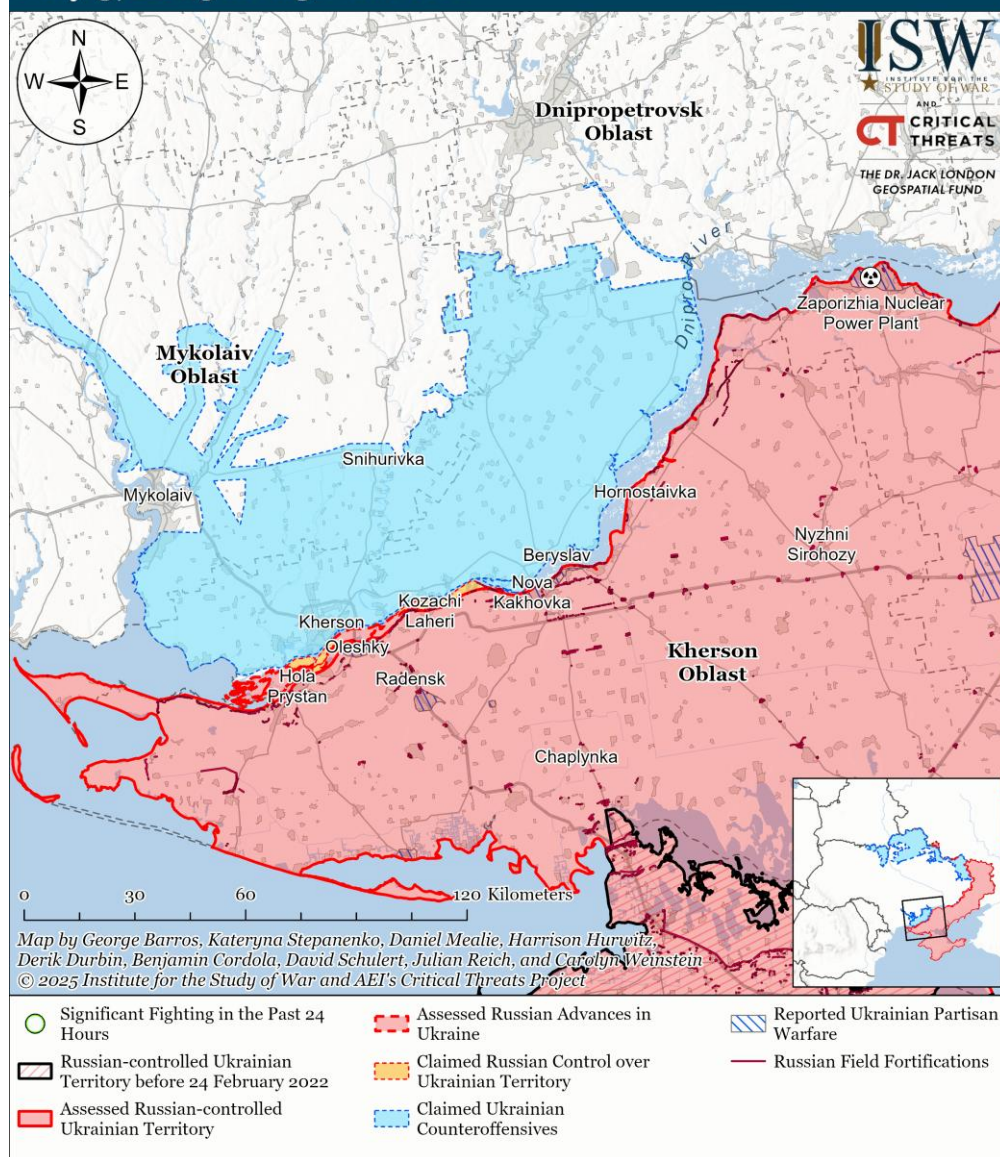 N
W E
S
ISW
INSTITUTE FOR THE
STUDY OF WAR
AND
CT CRITICAL
THREATS
THE DR. JACK LONDON
GEOSPATIAL FUND
Dnipropetrovsk
Oblast
Dnipro River
Zaporizhia Nuclear
Power Plant
Mykolaiv
Oblast
Snihurivka
Mykolaiv
Hornostaivka
Nyzhni
Sirohozy
Beryslav
Nova
Kakhovka
Kozachi
Laheri
Kherson
Oleshky
Hola
Prystan
Radensk
Kherson
Oblast
Chaplynka
0 30 60 120 Kilometers
Map by George Barros, Kateryna Stepanenko, Daniel Mealie, Harrison Hurwitz,
Derik Durbin, Benjamin Cordola, David Schulert, Julian Reich, and Carolyn Weinstein
© 2025 Institute for the Study of War and AEI's Critical Threats Project
Significant Fighting in the Past 24
Hours
Russian-controlled Ukrainian
Territory before 24 February 2022
Assessed Russian-controlled
Ukrainian Territory
Assessed Russian Advances in
Ukraine
Claimed Russian Control over
Ukrainian Territory
Claimed Ukrainian
Counteroffensives
Reported Ukrainian Partisan
Warfare
Russian Field Fortifications